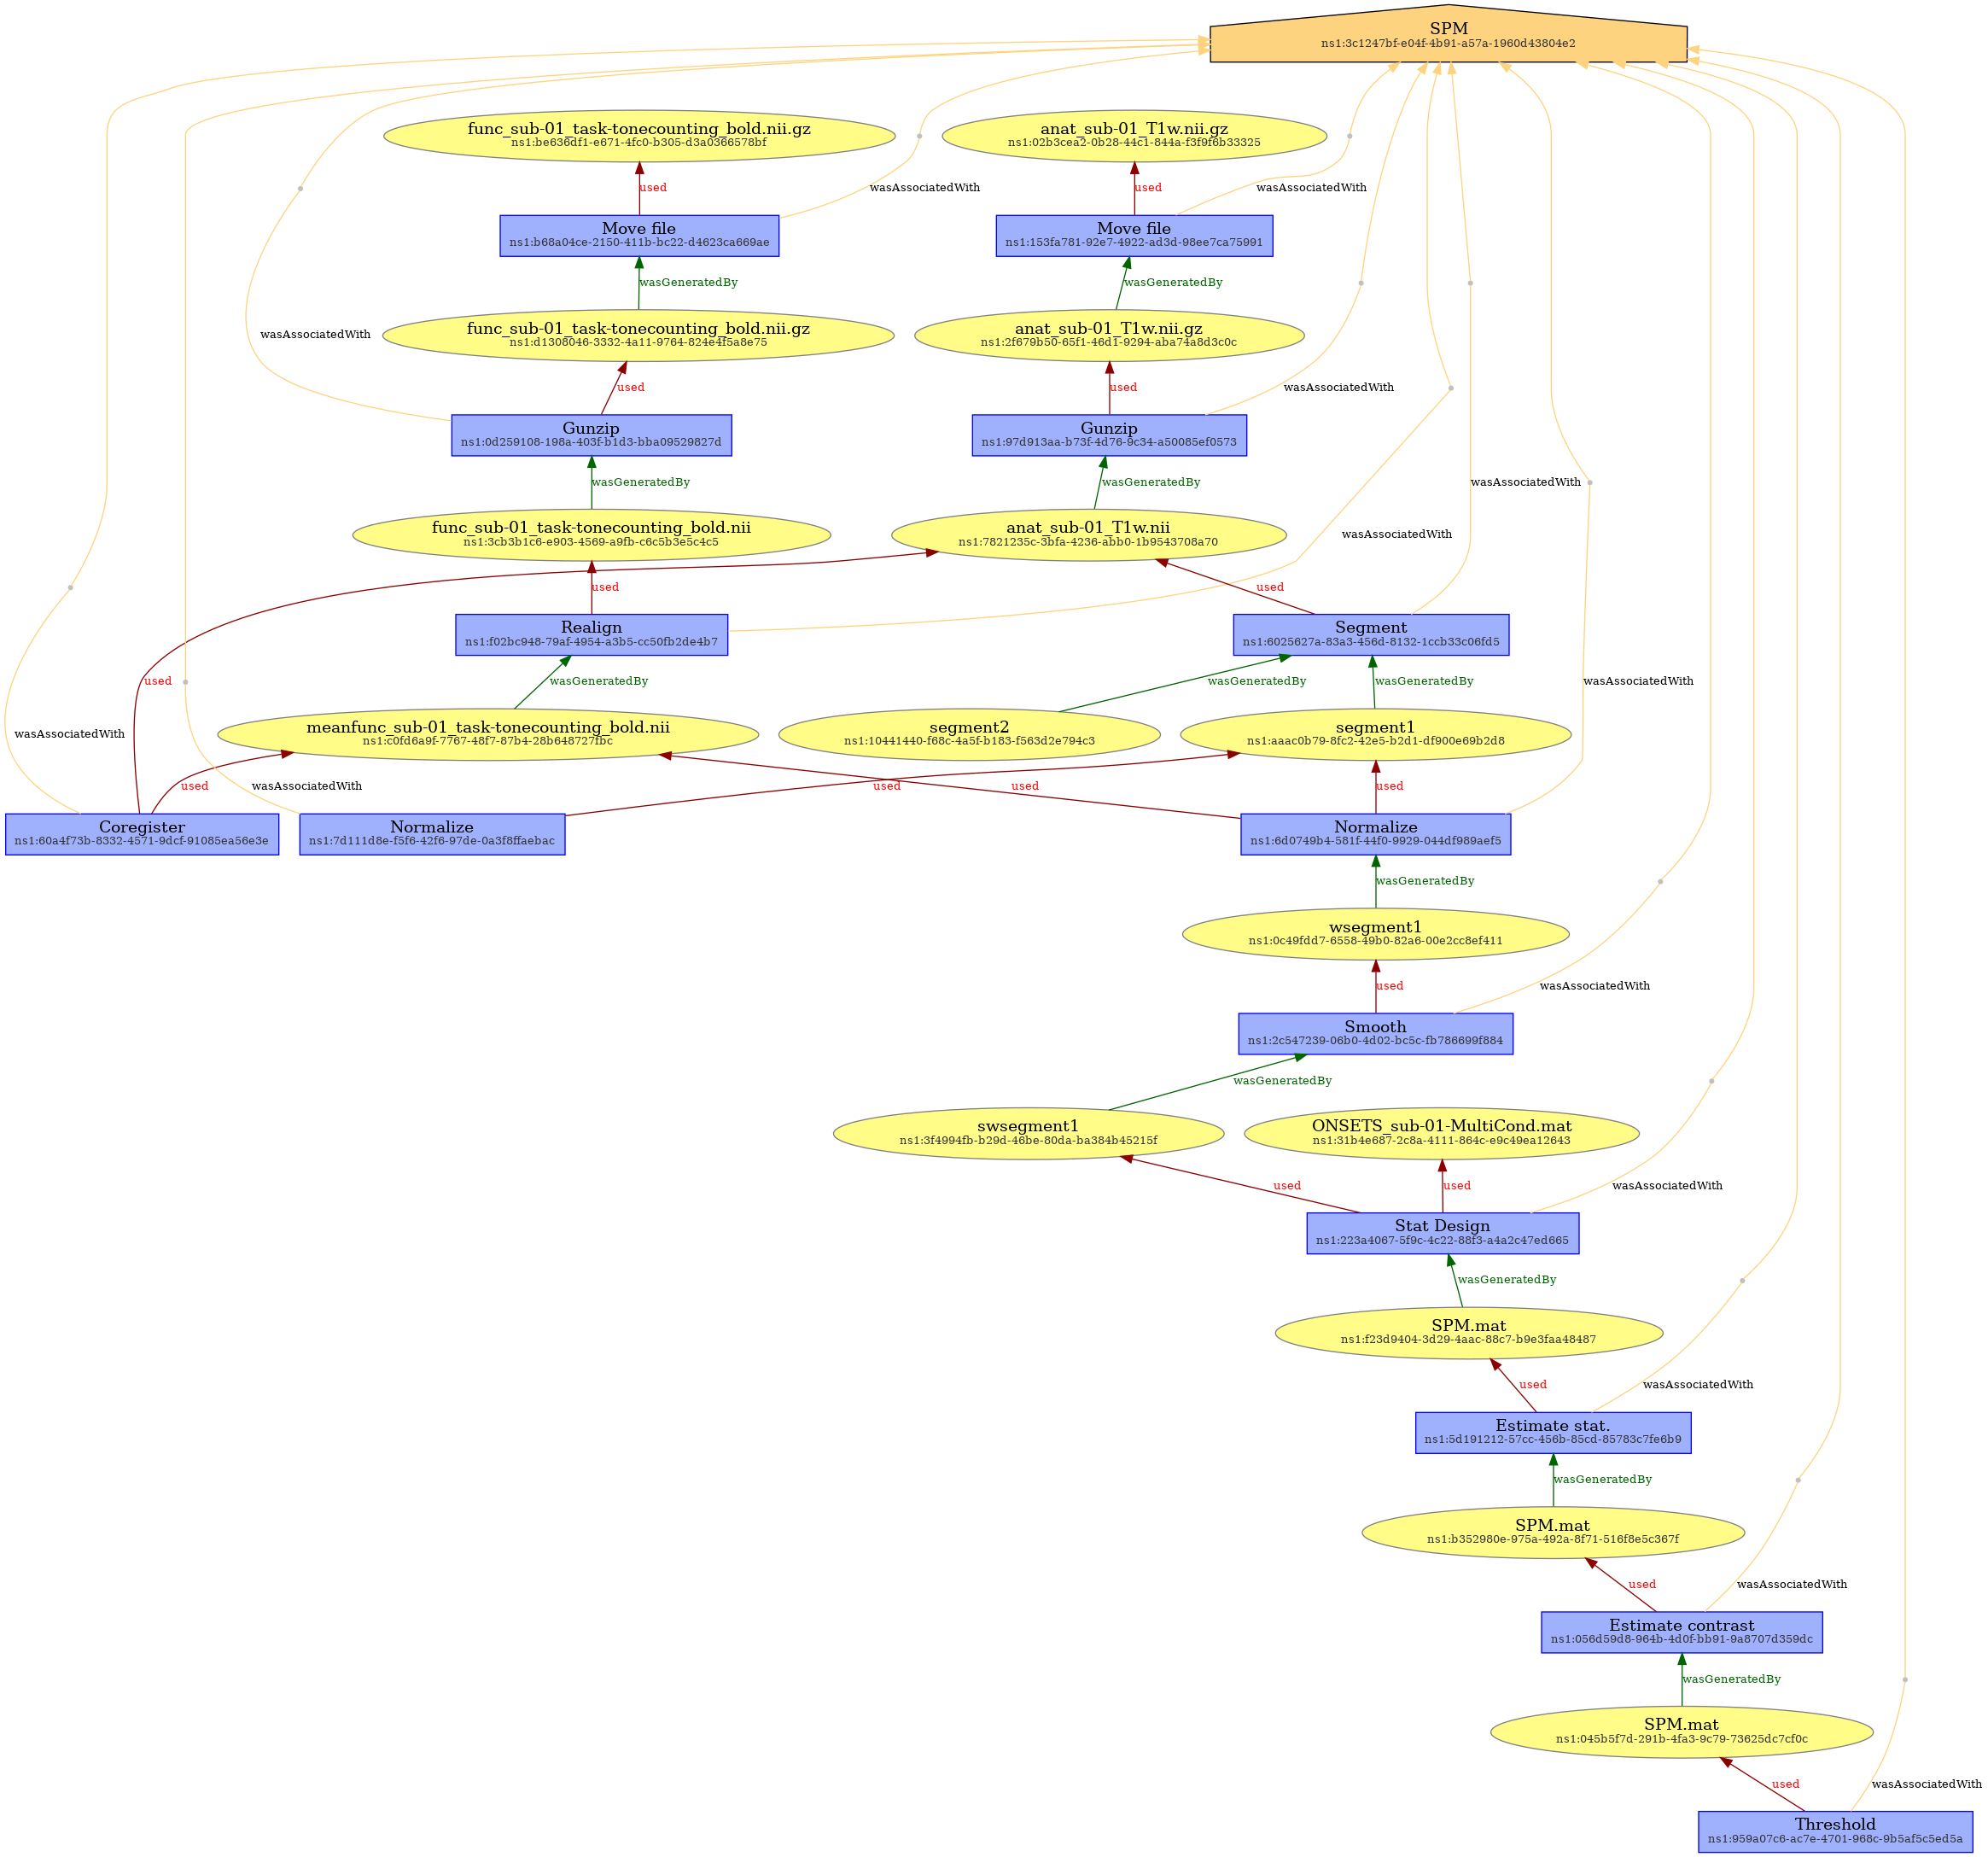 SPM
ns1:3c1247bf-e04f-4b91-a57a-1960d43804e2
func_sub-01_task-tonecounting_bold.nii.gz
ns1:be636df1-e671-4fc0-b305-d3a0366578bf
anat_sub-01_T1w.nii.gz
ns1:02b3cea2-0b28-44c1-844a-f3f9f6b33325
used
wasAssociatedWith
used
wasAssociatedWith
Move file
ns1:b68a04ce-2150-411b-bc22-d4623ca669ae
Move file
ns1:153fa781-92e7-4922-ad3d-98ee7ca75991
wasGeneratedBy
wasGeneratedBy
wasAssociatedWith
func_sub-01_task-tonecounting_bold.nii.gz
ns1:d1308046-3332-4a11-9764-824e4f5a8e75
anat_sub-01_T1w.nii.gz
ns1:2f679b50-65f1-46d1-9294-aba74a8d3c0c
used
used
wasAssociatedWith
Gunzip
ns1:0d259108-198a-403f-b1d3-bba09529827d
Gunzip
ns1:97d913aa-b73f-4d76-9c34-a50085ef0573
wasGeneratedBy
wasGeneratedBy
wasAssociatedWith
func_sub-01_task-tonecounting_bold.nii
ns1:3cb3b1c6-e903-4569-a9fb-c6c5b3e5c4c5
anat_sub-01_T1w.nii
ns1:7821235c-3bfa-4236-abb0-1b9543708a70
wasAssociatedWith
used
used
Realign
ns1:f02bc948-79af-4954-a3b5-cc50fb2de4b7
Segment
ns1:6025627a-83a3-456d-8132-1ccb33c06fd5
used
wasGeneratedBy
wasGeneratedBy
wasGeneratedBy
wasAssociatedWith
wasAssociatedWith
meanfunc_sub-01_task-tonecounting_bold.nii
ns1:c0fd6a9f-7767-48f7-87b4-28b648727fbc
segment2
ns1:10441440-f68c-4a5f-b183-f563d2e794c3
segment1
ns1:aaac0b79-8fc2-42e5-b2d1-df900e69b2d8
used
wasAssociatedWith
used
used
used
Coregister
ns1:60a4f73b-8332-4571-9dcf-91085ea56e3e
Normalize
ns1:7d111d8e-f5f6-42f6-97de-0a3f8ffaebac
Normalize
ns1:6d0749b4-581f-44f0-9929-044df989aef5
wasGeneratedBy
wsegment1
ns1:0c49fdd7-6558-49b0-82a6-00e2cc8ef411
used
wasAssociatedWith
Smooth
ns1:2c547239-06b0-4d02-bc5c-fb786699f884
wasGeneratedBy
swsegment1
ns1:3f4994fb-b29d-46be-80da-ba384b45215f
ONSETS_sub-01-MultiCond.mat
ns1:31b4e687-2c8a-4111-864c-e9c49ea12643
used
used
wasAssociatedWith
Stat Design
ns1:223a4067-5f9c-4c22-88f3-a4a2c47ed665
wasGeneratedBy
SPM.mat
ns1:f23d9404-3d29-4aac-88c7-b9e3faa48487
used
wasAssociatedWith
Estimate stat.
ns1:5d191212-57cc-456b-85cd-85783c7fe6b9
wasGeneratedBy
SPM.mat
ns1:b352980e-975a-492a-8f71-516f8e5c367f
used
wasAssociatedWith
Estimate contrast
ns1:056d59d8-964b-4d0f-bb91-9a8707d359dc
wasGeneratedBy
SPM.mat
ns1:045b5f7d-291b-4fa3-9c79-73625dc7cf0c
used
wasAssociatedWith
Threshold
ns1:959a07c6-ac7e-4701-968c-9b5af5c5ed5a